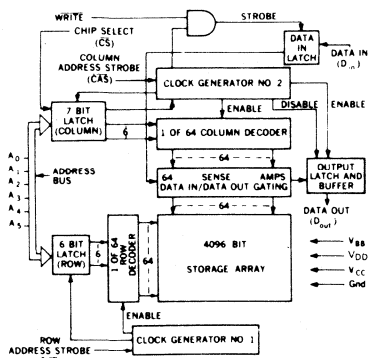 WRITE
STROBE
CHIP SELECT
(CS)
DATA
IN
LATCH
DATA IN
(Din)
COLUMN
ADDRESS STROBE
(CAS)
CLOCK GENERATOR NO 2
ENABLE
DISABLE
ENABLE
7 BIT
LATCH
(COLUMN)
6
1 OF 64 COLUMN DECODER
64
A0
A1
A2
A3
A4
A5
ADDRESS
BUS
64 SENSE AMPS
DATA IN/DATA OUT GATING
OUTPUT
LATCH AND
BUFFER
64
DATA OUT
(Dout)
6 BIT
LATCH
(ROW)
6
1 OF 64
ROW
DECODER
64
4096 BIT
STORAGE ARRAY
VBB
VDD
VCC
Gnd
ENABLE
ROW
ADDRESS STROBE
CLOCK GENERATOR NO 1